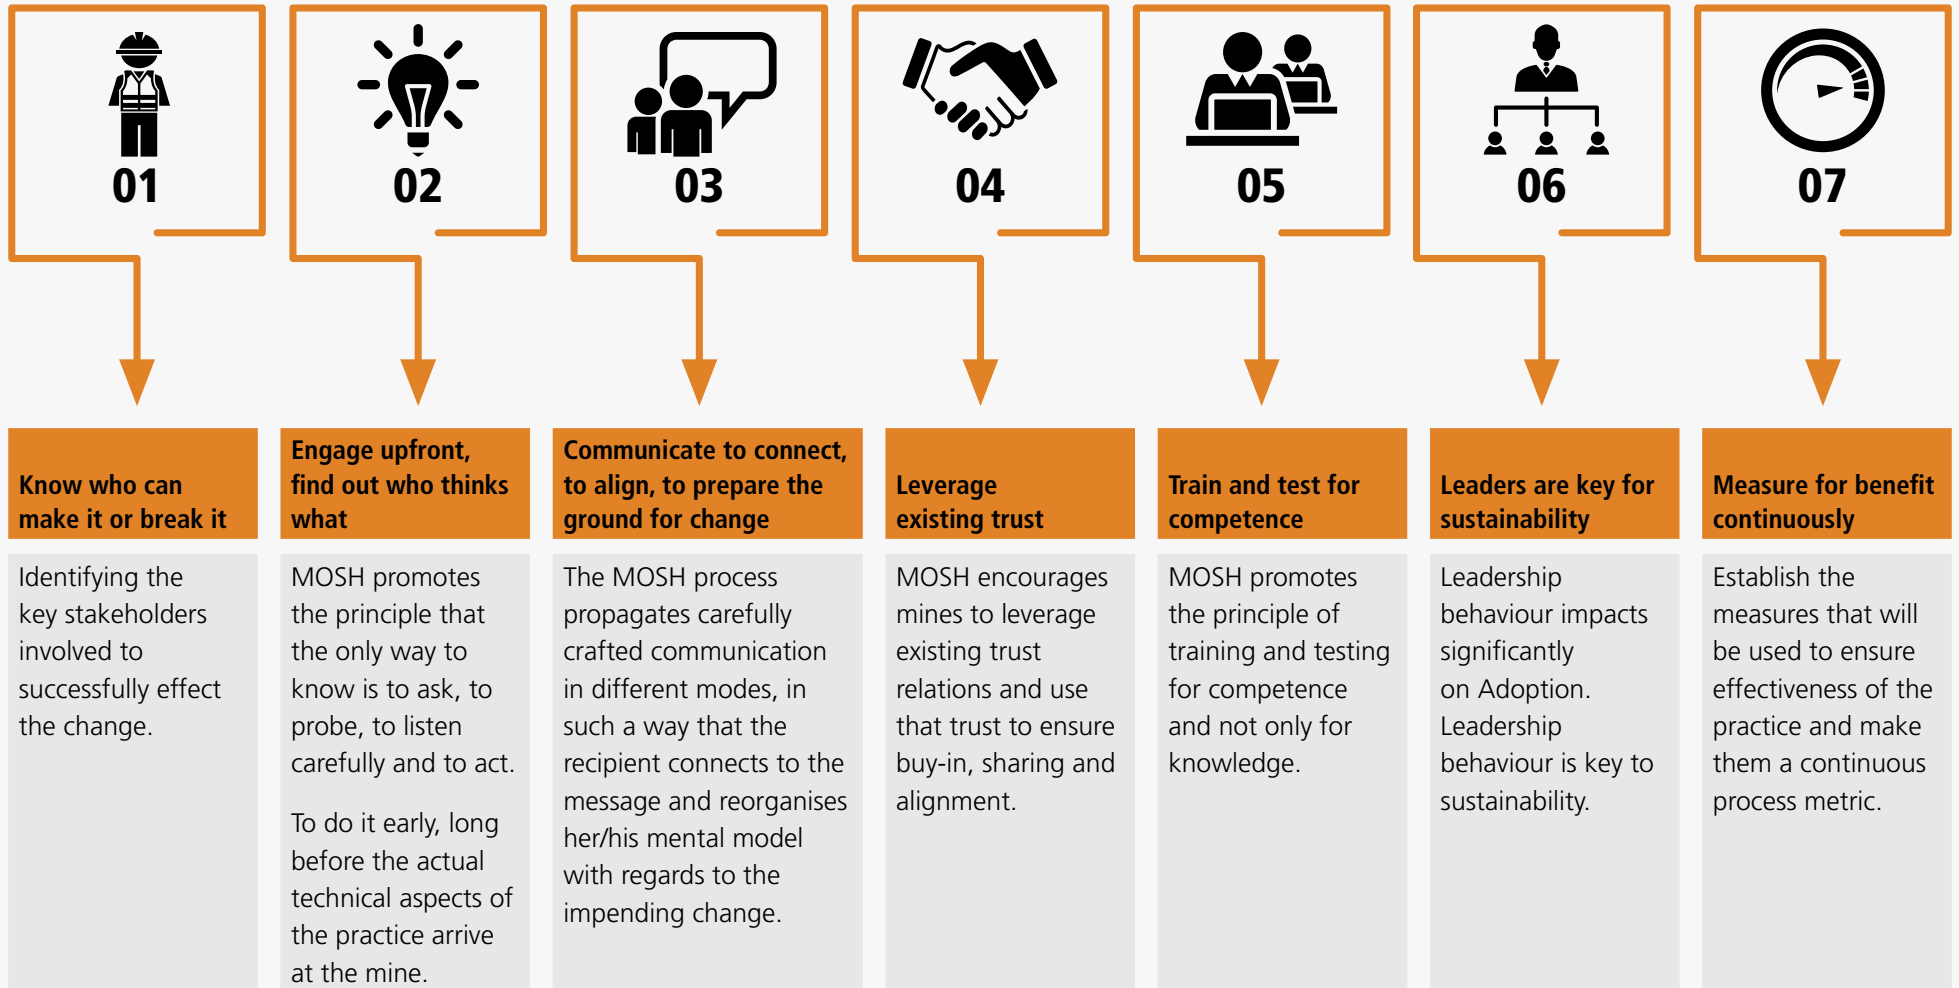 01
02
03
04
05
06
07
Know who can
make it or break it
Identifying the
key stakeholders
involved to
successfully effect
the change.
Engage upfront,
find out who thinks
what
MOSH promotes
the principle that
the only way to
know is to ask, to
probe, to listen
carefully and to act.
To do it early, long
before the actual
technical aspects of
the practice arrive
at the mine.
Communicate to connect,
to align, to prepare the
ground for change
The MOSH process
propagates carefully
crafted communication
in different modes, in
such a way that the
recipient connects to the
message and reorganises
her/his mental model
with regards to the
impending change.
Leverage
existing trust
MOSH encourages
mines to leverage
existing trust
relations and use
that trust to ensure
buy-in, sharing and
alignment.
Train and test for
competence
MOSH promotes
the principle of
training and testing
for competence
and not only for
knowledge.
Leaders are key for
sustainability
Leadership
behaviour impacts
significantly
on Adoption.
Leadership
behaviour is key to
sustainability.
Measure for benefit
continuously
Establish the
measures that will
be used to ensure
effectiveness of the
practice and make
them a continuous
process metric.